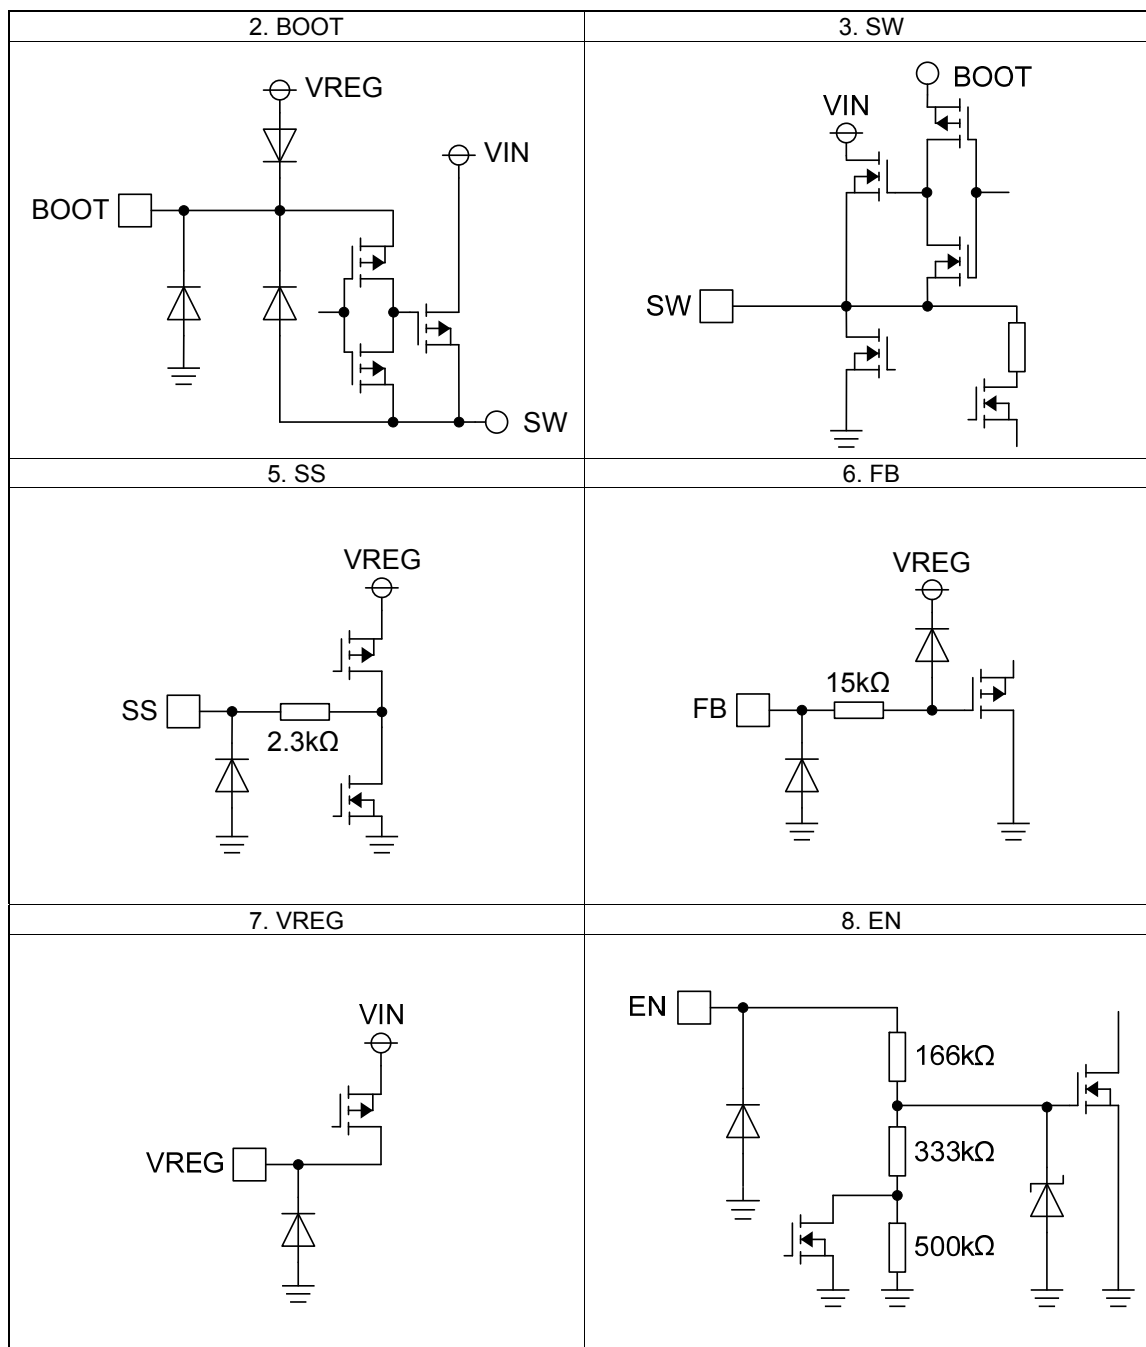 2. BOOT
3. SW
VREG
VIN
BOOT
SW
BOOT
VIN
SW
5. SS
6. FB
VREG
SS
2.3kΩ
VREG
15kΩ
FB
7. VREG
8. EN
VIN
VREG
EN
166kΩ
333kΩ
500kΩ